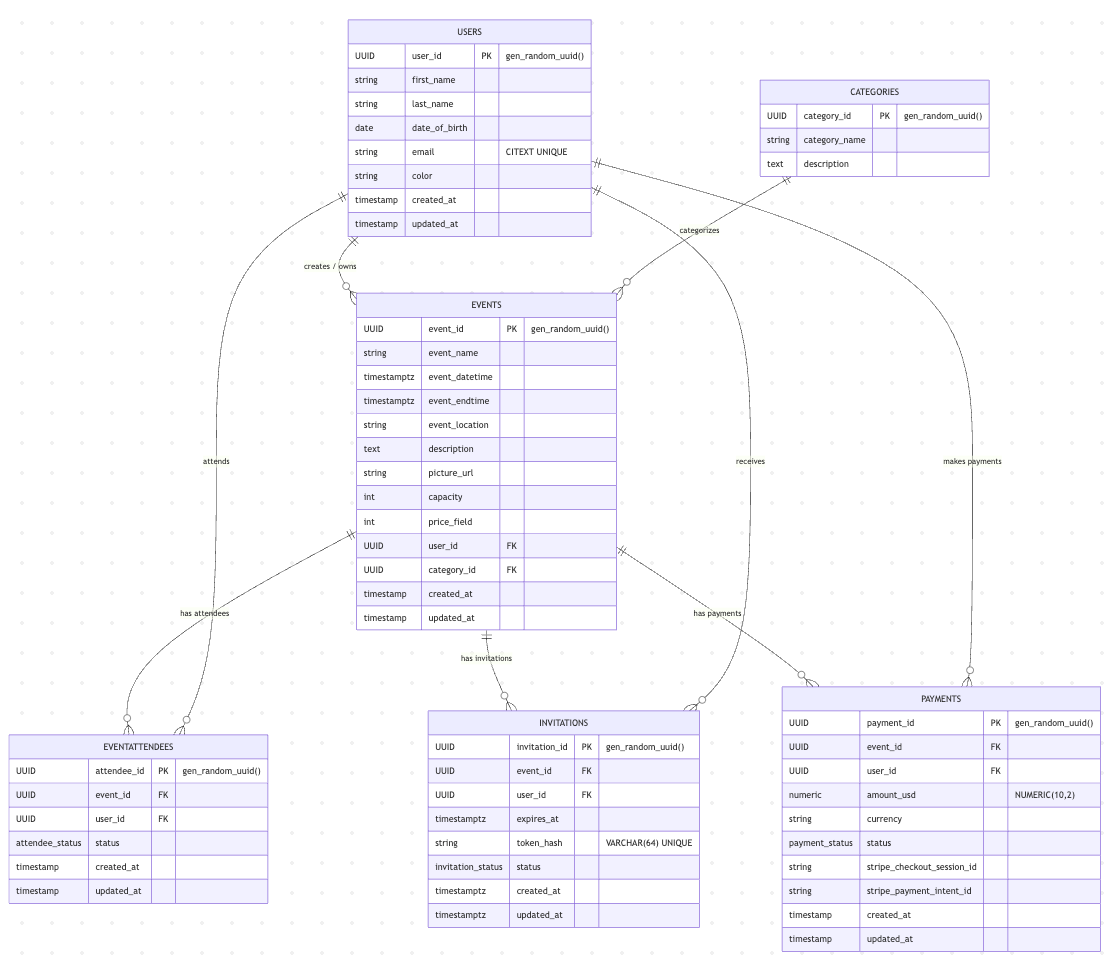 USERS
UUID user_id PK gen_random_uuid()
string first_name
string last_name
date date_of_birth
string email CITEXT UNIQUE
string color
timestamp created_at
timestamp updated_at
CATEGORIES
UUID category_id PK gen_random_uuid()
string category_name
text description
categorizes
creates / owns
EVENTS
UUID event_id PK gen_random_uuid()
string event_name
timestamptz event_datetime
timestamptz event_endtime
string event_location
text description
string picture_url
int capacity
int price_field
UUID user_id FK
UUID category_id FK
timestamp created_at
timestamp updated_at
attends
receives
makes payments
has attendees
has payments
has invitations
EVENTATTENDEES
UUID attendee_id PK gen_random_uuid()
UUID event_id FK
UUID user_id FK
attendee_status status
timestamp created_at
timestamp updated_at
INVITATIONS
UUID invitation_id PK gen_random_uuid()
UUID event_id FK
UUID user_id FK
timestamptz expires_at
string token_hash VARCHAR(64) UNIQUE
invitation_status status
timestamptz created_at
timestamptz updated_at
PAYMENTS
UUID payment_id PK gen_random_uuid()
UUID event_id FK
UUID user_id FK
numeric amount_usd NUMERIC(10,2)
string currency
payment_status status
string stripe_checkout_session_id
string stripe_payment_intent_id
timestamp created_at
timestamp updated_at